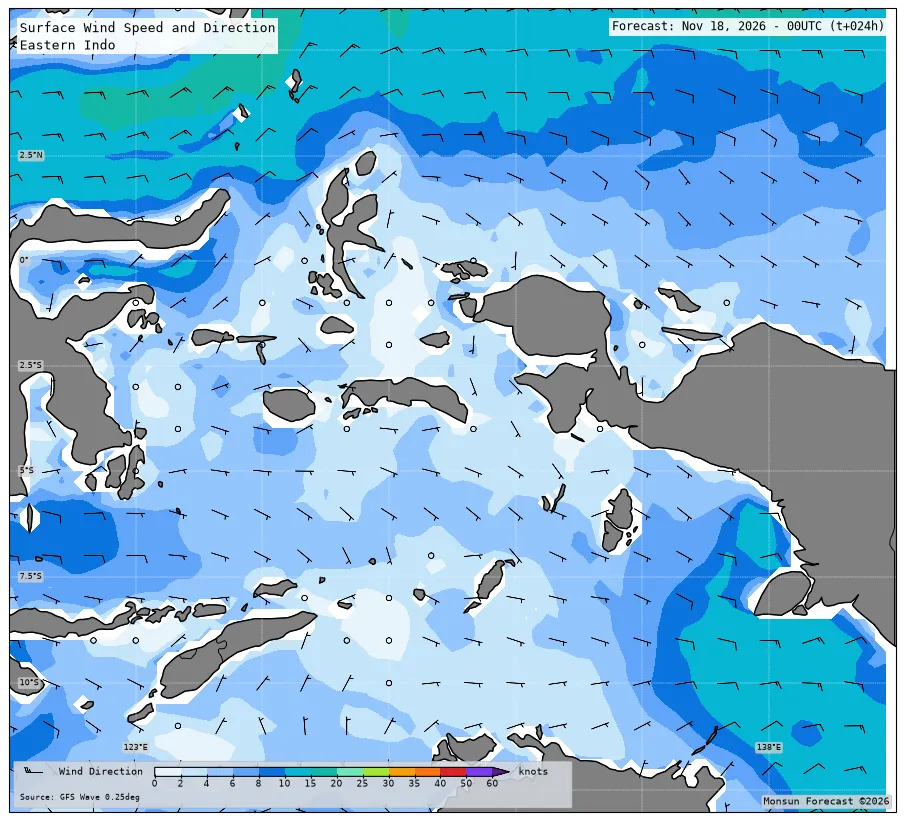 Surface Wind Speed and Direction
Eastern Indo
Forecast: Nov 18, 2026 - 00UTC (t+024h)
2.5°N
0°
2.5°S
5°S
7.5°S
10°S
123°E
138°E
Wind Direction
knots
0 2 4 6 8 10 15 20 25 30 35 40 50 60
Source: GFS Wave 0.25deg
Monsun Forecast ©2026